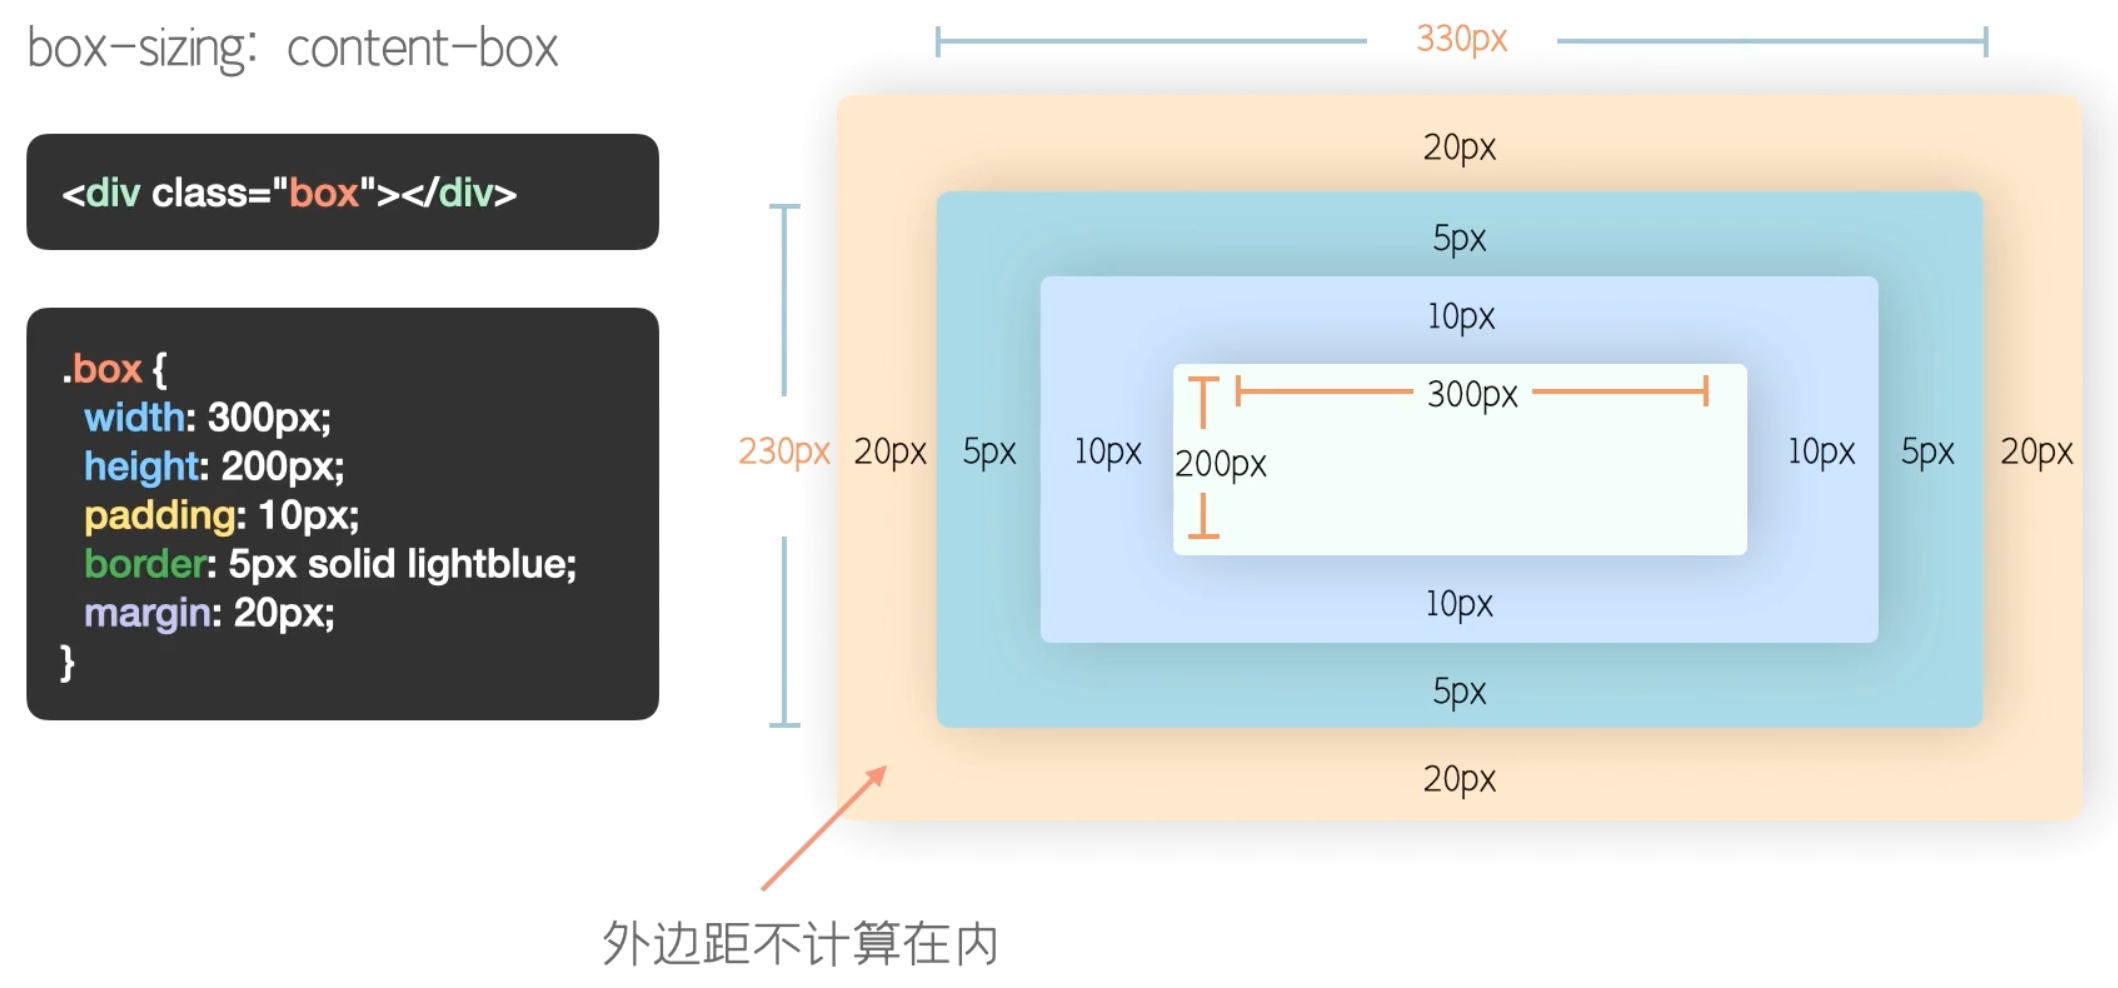 box-sizing: content-box
<div class="box"></div>
.box {
width: 300px;
height: 200px;
padding: 10px;
border: 5px solid lightblue;
margin: 20px;
}
330px
20px
5px
10px
300px
230px
20px
5px
10px
200px
10px
5px
20px
10px
5px
20px
外边距不计算在内